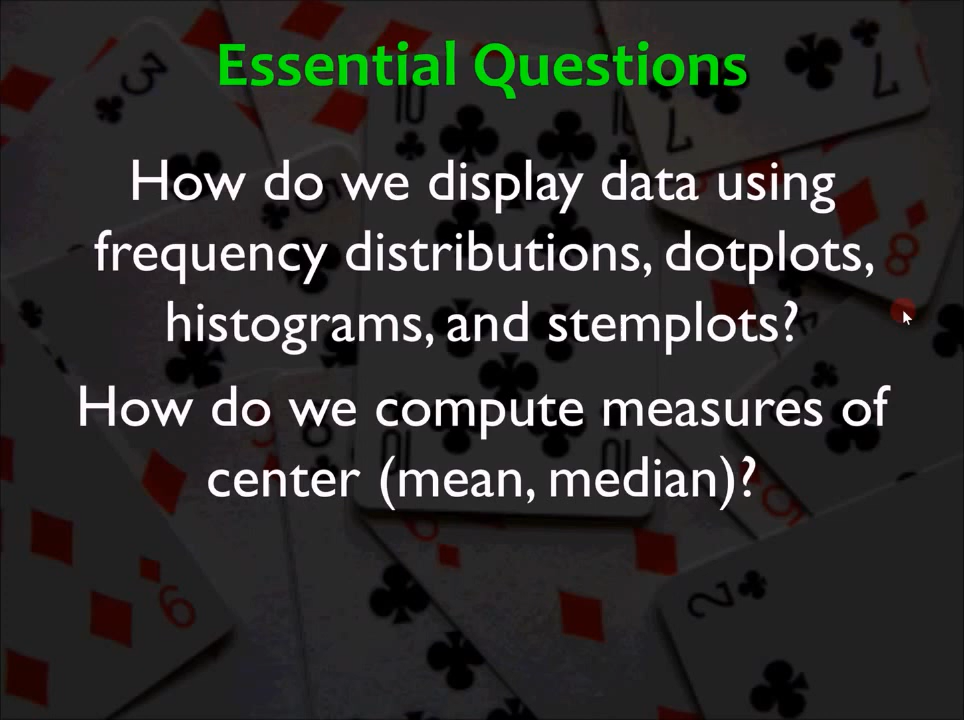 Essential Questions
How do we display data using
frequency distributions, dotplots,
histograms, and stemplots?
How do we compute measures of
center (mean, median)?